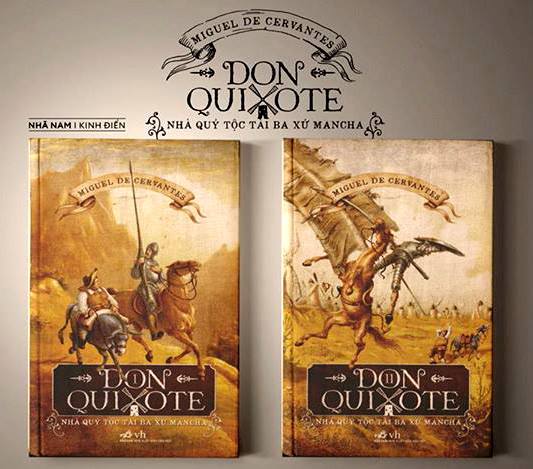 MIGUEL DE CERVANTES
DON
QUIXOTE
NHÀ QUÝ TỘC TÀI BA XỨ MANCHA
NHÃ NAM | KINH ĐIỂN
MIGUEL DE CERVANTES
DON I
QUIXOTE
NHÀ QUÝ TỘC TÀI BA XỨ MANCHA
vh
MIGUEL DE CERVANTES
DON II
QUIXOTE
NHÀ QUÝ TỘC TÀI BA XỨ MANCHA
vh